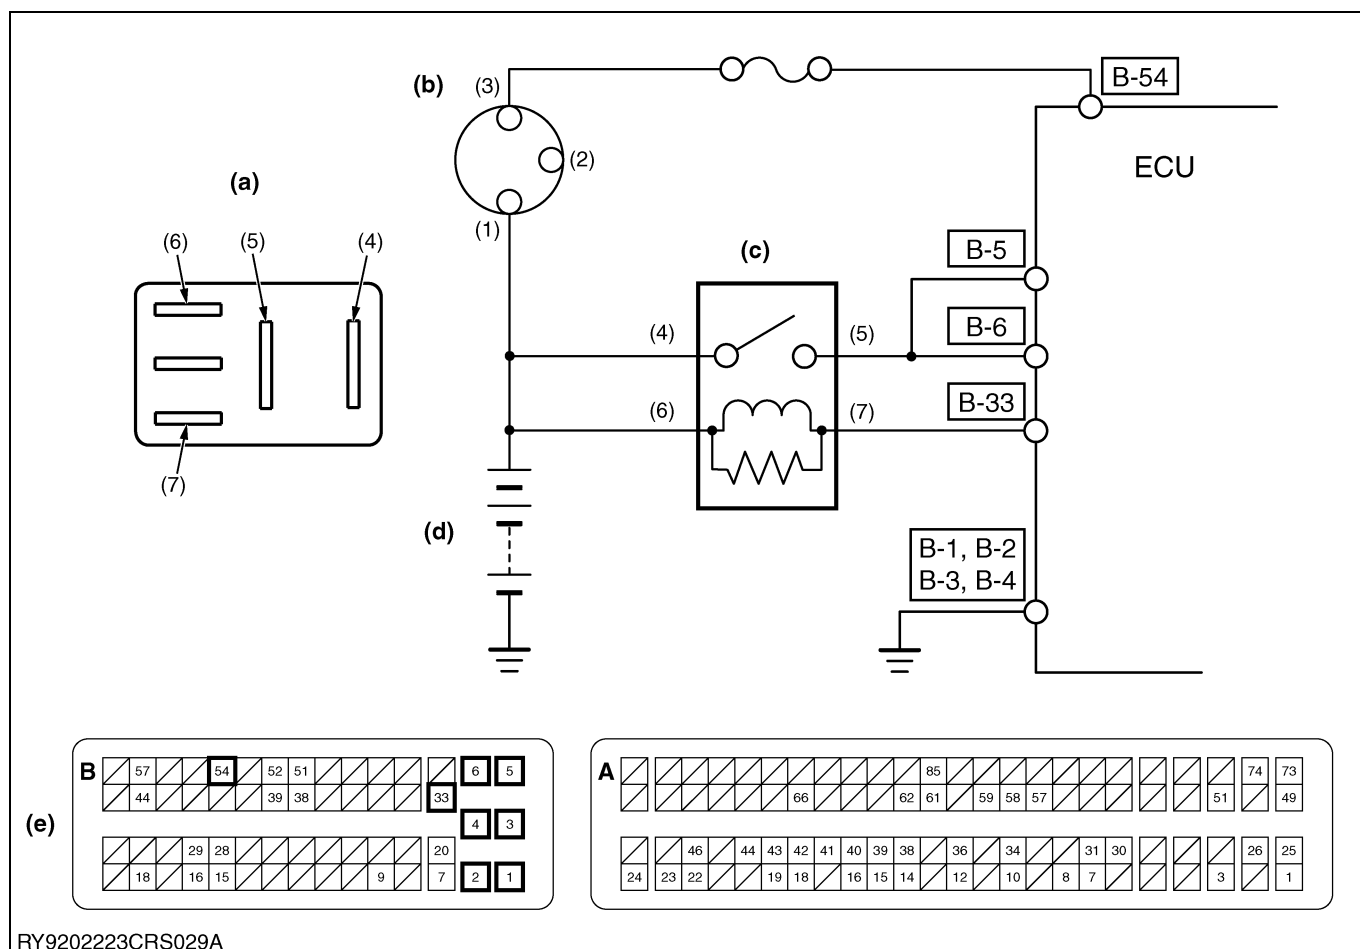 (b)
(3)
B-54
(2)
ECU
(a)
(1)
(6) (5) (4)
(c)
B-5
(4) (5)
B-6
(6) (7)
B-33
(7)
(d)
B-1, B-2
B-3, B-4
B 57 54 52 51 6 5
44 39 38 33
4 3
(e)
29 28 20
18 16 15 9 7 2 1
A 85 74 73
66 62 61 59 58 57 51 49
46 44 43 42 41 40 39 38 36 34 31 30 26 25
24 23 22 19 18 16 15 14 12 10 8 7 3 1
RY9202223CRS029A